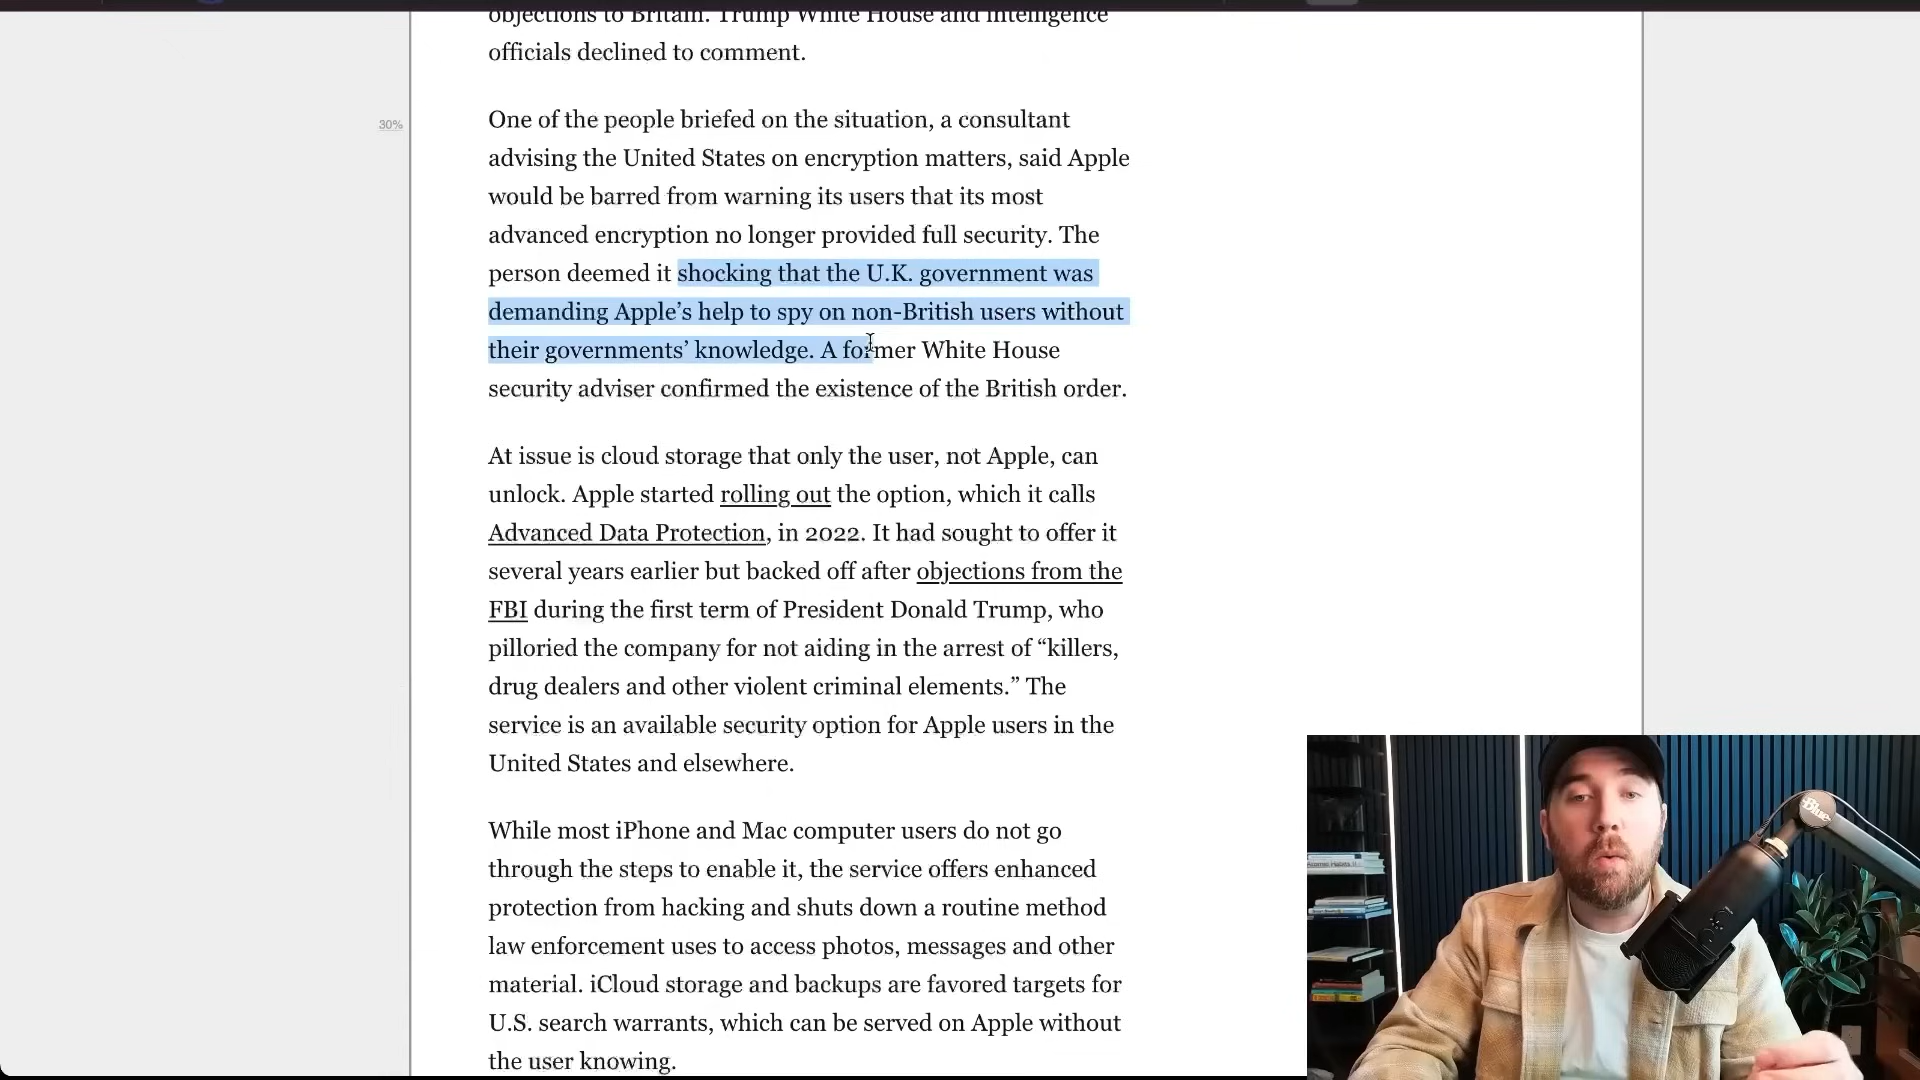 objections to Britain. Trump White House and intelligence
officials declined to comment.
30%
One of the people briefed on the situation, a consultant
advising the United States on encryption matters, said Apple
would be barred from warning its users that its most
advanced encryption no longer provided full security. The
person deemed it shocking that the U.K. government was
demanding Apple’s help to spy on non-British users without
their governments’ knowledge. A former White House
security adviser confirmed the existence of the British order.
At issue is cloud storage that only the user, not Apple, can
unlock. Apple started rolling out the option, which it calls
Advanced Data Protection, in 2022. It had sought to offer it
several years earlier but backed off after objections from the
FBI during the first term of President Donald Trump, who
pilloried the company for not aiding in the arrest of “killers,
drug dealers and other violent criminal elements.” The
service is an available security option for Apple users in the
United States and elsewhere.
While most iPhone and Mac computer users do not go
through the steps to enable it, the service offers enhanced
protection from hacking and shuts down a routine method
law enforcement uses to access photos, messages and other
material. iCloud storage and backups are favored targets for
U.S. search warrants, which can be served on Apple without
the user knowing.
Blue